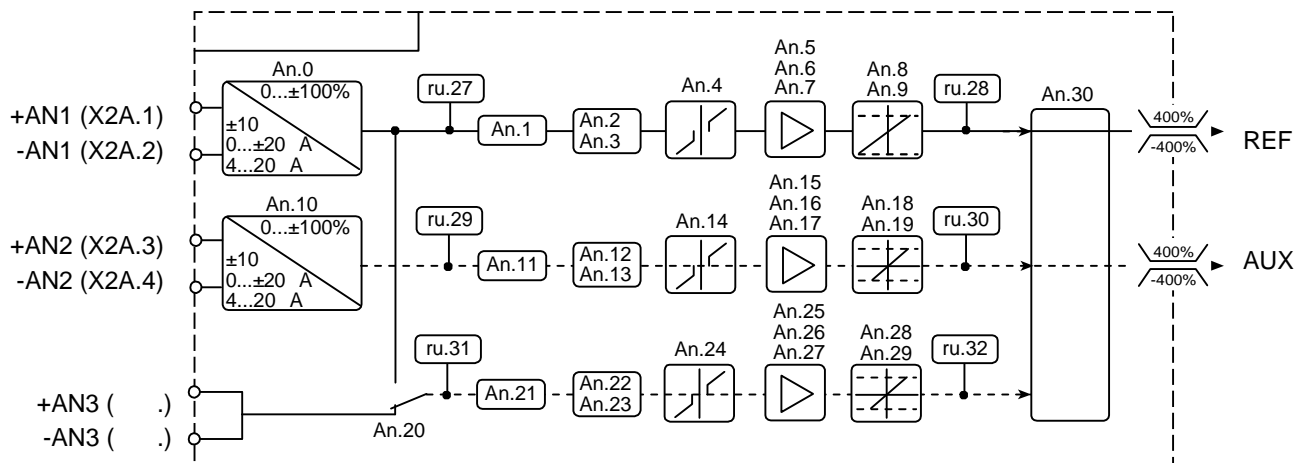 An.0
0...±100%
+AN1 (X2A.1)
-AN1 (X2A.2)
±10
0...±20 A
4...20 A
ru.27
An.1
An.2
An.3
An.4
An.5
An.6
An.7
An.8
An.9
ru.28
An.30
400%
-400%
REF
An.10
0...±100%
+AN2 (X2A.3)
-AN2 (X2A.4)
±10
0...±20 A
4...20 A
ru.29
An.11
An.12
An.13
An.14
An.15
An.16
An.17
An.18
An.19
ru.30
400%
-400%
AUX
+AN3 ( .)
-AN3 ( .)
An.20
ru.31
An.21
An.22
An.23
An.24
An.25
An.26
An.27
An.28
An.29
ru.32